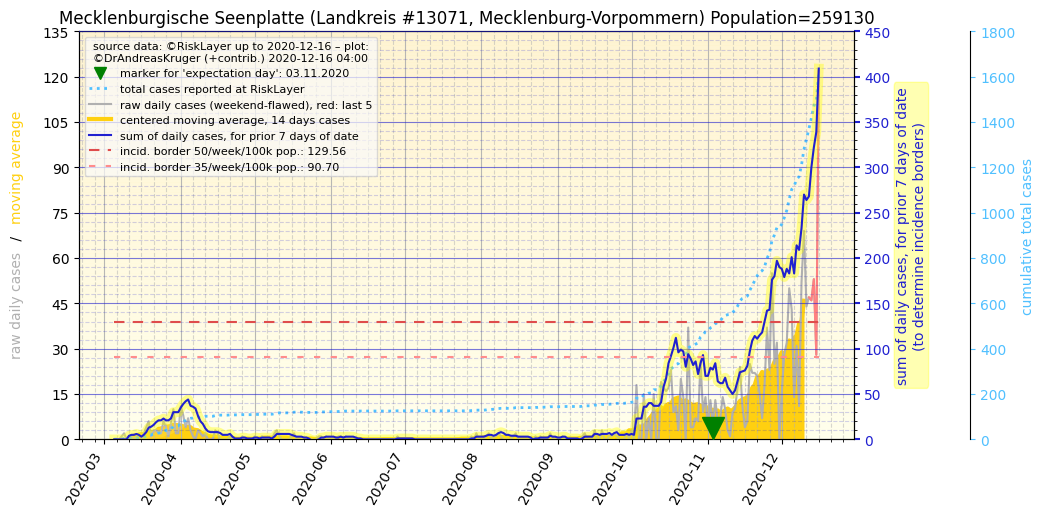 Mecklenburgische Seenplatte (Landkreis #13071, Mecklenburg-Vorpommern) Population=259130
source data: ©RiskLayer up to 2020-12-16 – plot:
©DrAndreasKruger (+contrib.) 2020-12-16 04:00
marker for 'expectation day': 03.11.2020
total cases reported at RiskLayer
raw daily cases (weekend-flawed), red: last 5
centered moving average, 14 days cases
sum of daily cases, for prior 7 days of date
incid. border 50/week/100k pop.: 129.56
incid. border 35/week/100k pop.: 90.70
raw daily cases / moving average
135
120
105
90
75
60
45
30
15
0
2020-03
2020-04
2020-05
2020-06
2020-07
2020-08
2020-09
2020-10
2020-11
2020-12
450
400
350
300
250
200
150
100
50
0
sum of daily cases, for prior 7 days of date
(to determine incidence borders)
1800
1600
1400
1200
1000
800
600
400
200
0
cumulative total cases